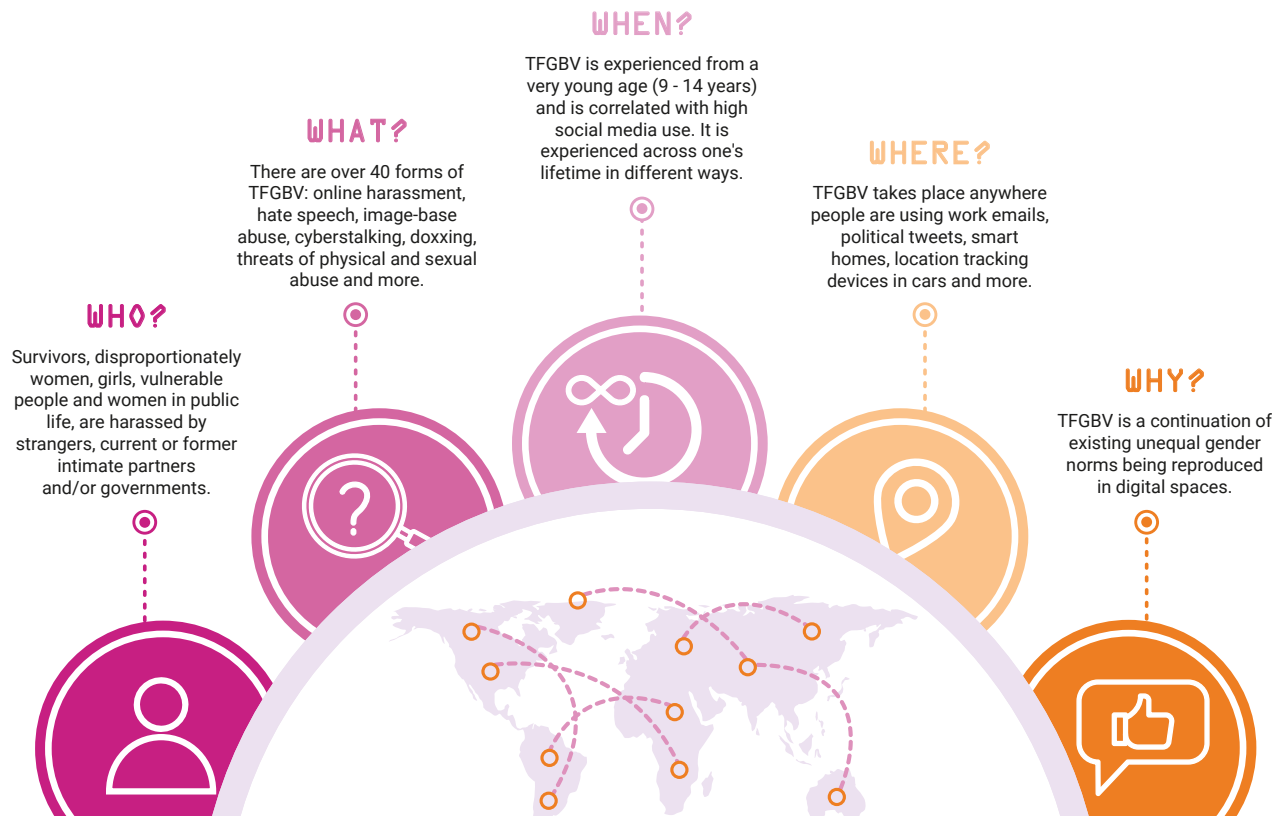 WHO?
Survivors, disproportionately
women, girls, vulnerable
people and women in public
life, are harassed by
strangers, current or former
intimate partners
and/or governments.
WHAT?
There are over 40 forms of
TFGBV: online harassment,
hate speech, image-base
abuse, cyberstalking, doxxing,
threats of physical and sexual
abuse and more.
WHEN?
TFGBV is experienced from a
very young age (9 - 14 years)
and is correlated with high
social media use. It is
experienced across one's
lifetime in different ways.
WHERE?
TFGBV takes place anywhere
people are using work emails,
political tweets, smart
homes, location tracking
devices in cars and more.
WHY?
TFGBV is a continuation of
existing unequal gender
norms being reproduced
in digital spaces.
?